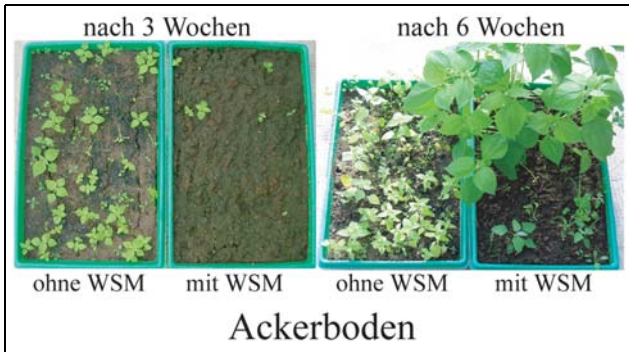 nach 3 Wochen
nach 6 Wochen
ohne WSM
mit WSM
ohne WSM
mit WSM
Ackerboden